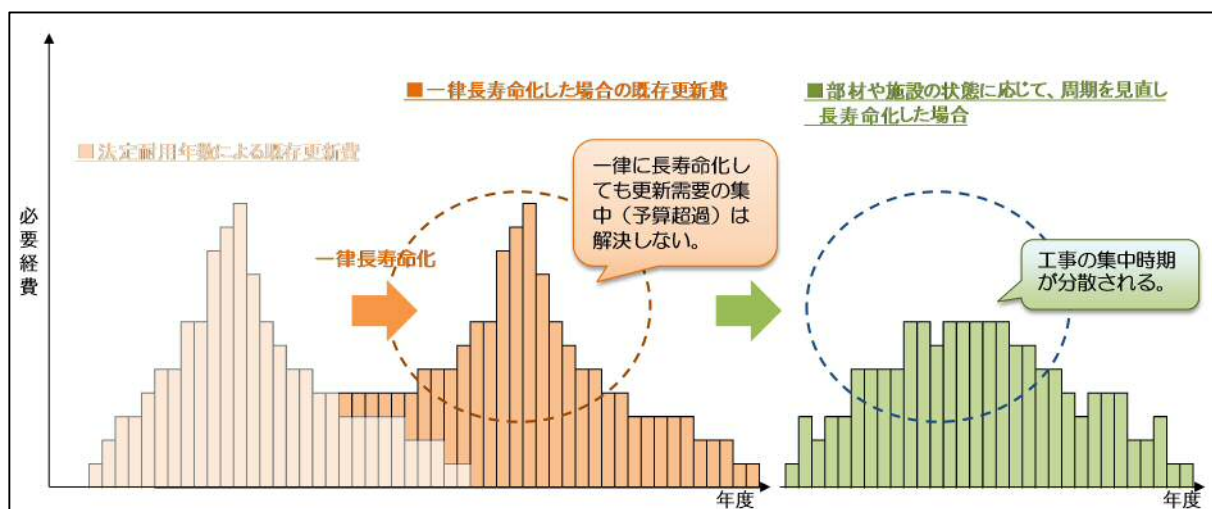 ■一律長寿命化した場合の既存更新費
■部材や施設の状態に応じて、周期を見直し
長寿命化した場合
■法定耐用年数による既存更新費
一律に長寿命化し
ても更新需要の集
中（予算超過）は
解決しない。
必要経費
一律長寿命化
工事の集中時期
が分散される。
年度
年度